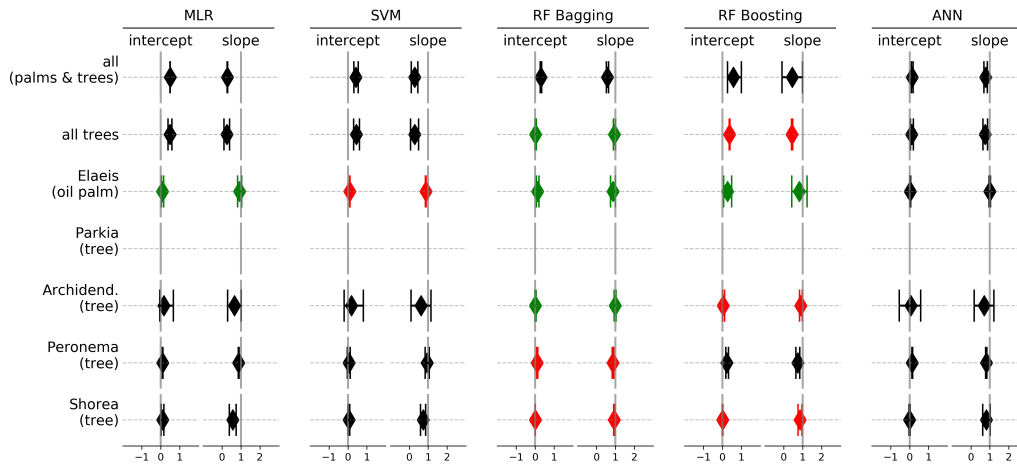 MLR SVM RF Bagging RF Boosting ANN
intercept slope intercept slope intercept slope intercept slope intercept slope
all
(palms & trees)
all trees
Elaeis
(oil palm)
Parkia
(tree)
Archidend.
(tree)
Peronema
(tree)
Shorea
(tree)
−1 0 1 0 1 2 −1 0 1 0 1 2 −1 0 1 0 1 2 −1 0 1 0 1 2 −1 0 1 0 1 2